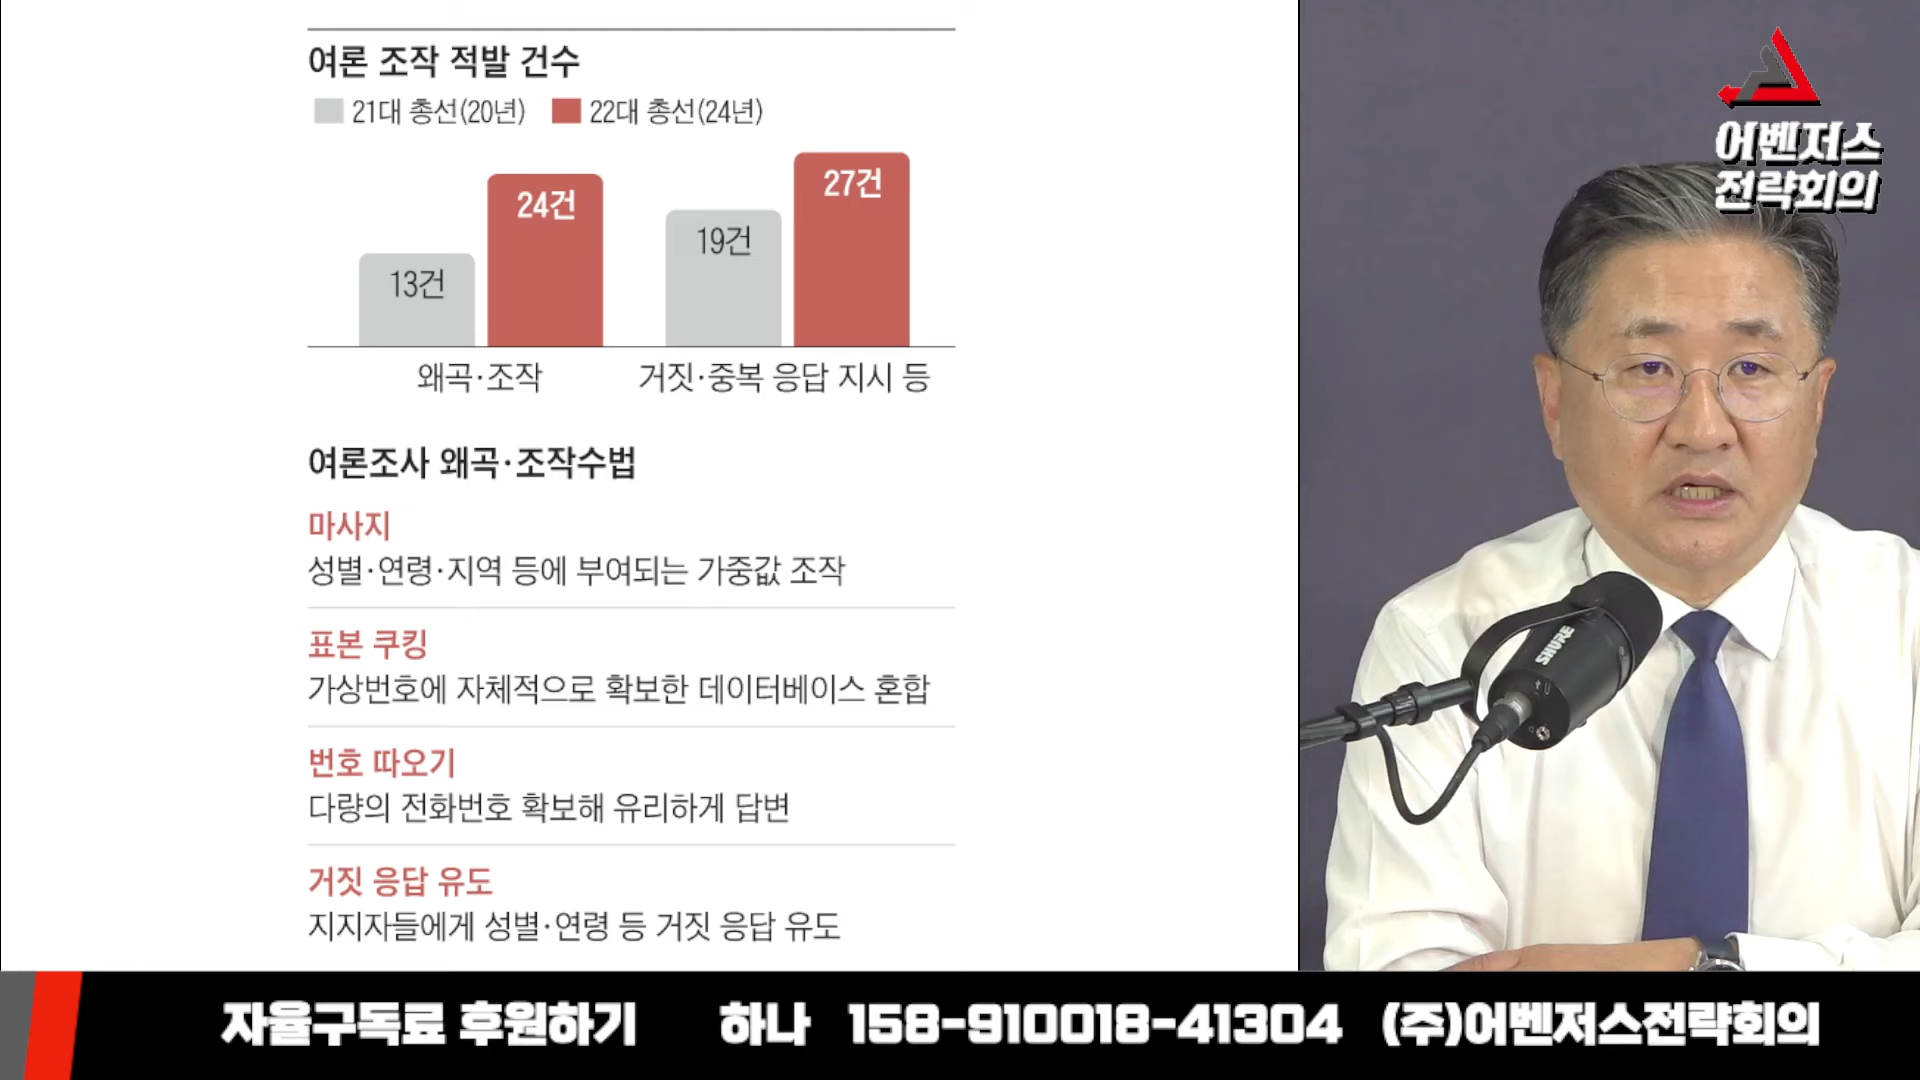 여론 조작 적발 건수
21대 총선(20년) 22대 총선(24년)
13건 24건 19건 27건
왜곡·조작 거짓·중복 응답 지시 등
여론조사 왜곡·조작수법
마사지
성별·연령·지역 등에 부여되는 가중값 조작
표본 쿠킹
가상번호에 자체적으로 확보한 데이터베이스 혼합
번호 따오기
다량의 전화번호 확보해 유리하게 답변
거짓 응답 유도
지지자들에게 성별·연령 등 거짓 응답 유도
어벤저스
전략회의
SHURE
자율구독료 후원하기 하나 158-910018-41304 (주)어벤저스전략회의